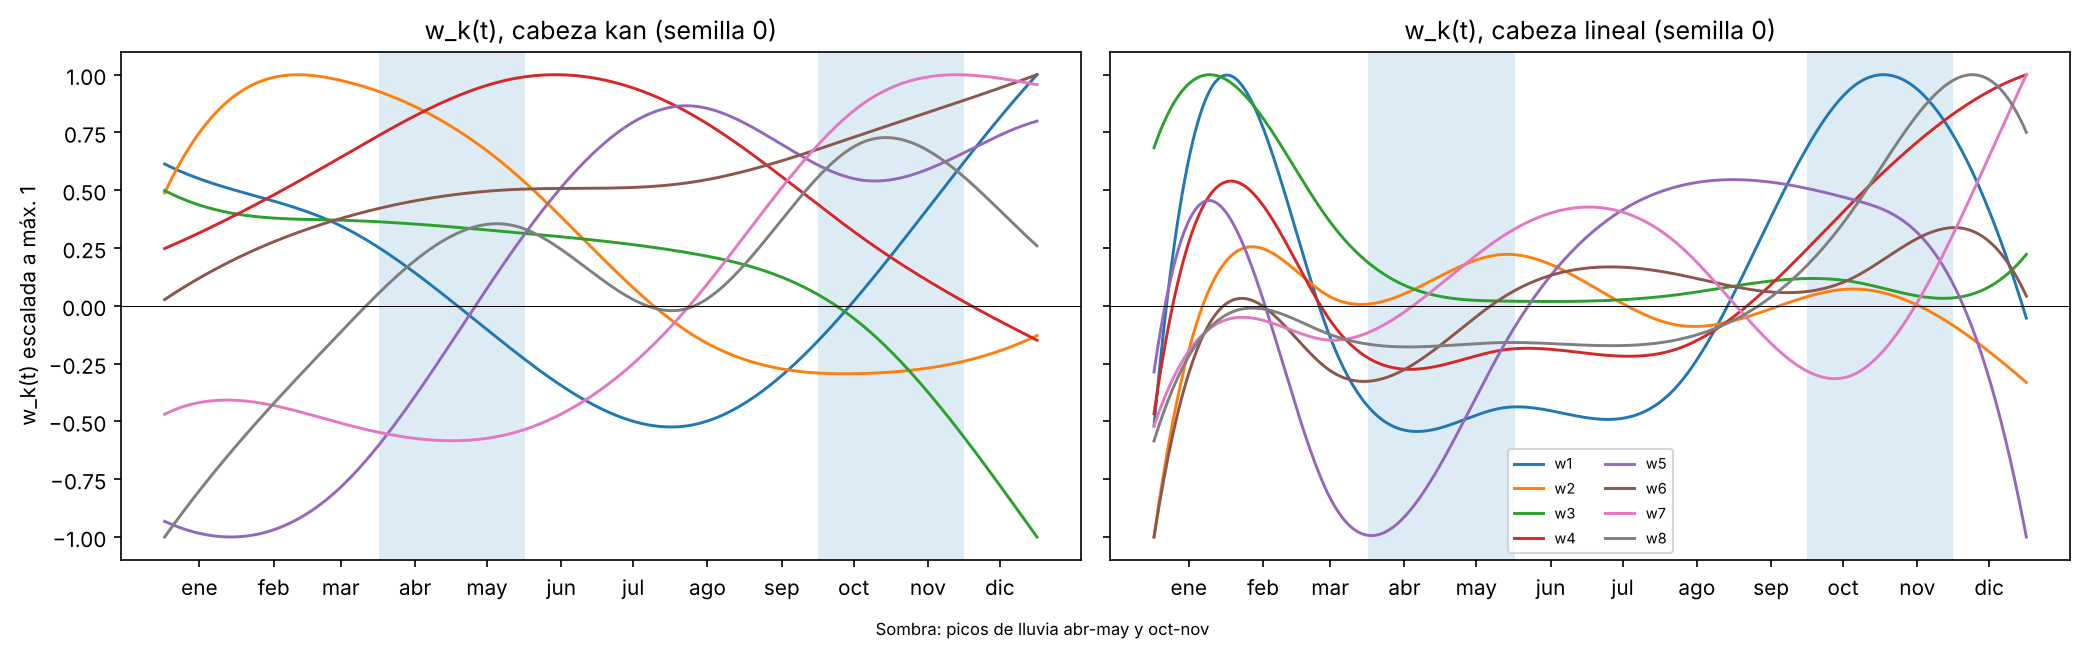 w_k(t), cabeza kan (semilla 0)
w_k(t) escalada a máx. 1
1.00
0.75
0.50
0.25
0.00
−0.25
−0.50
−0.75
−1.00
ene feb mar abr may jun jul ago sep oct nov dic
w_k(t), cabeza lineal (semilla 0)
w1 w5
w2 w6
w3 w7
w4 w8
ene feb mar abr may jun jul ago sep oct nov dic
Sombra: picos de lluvia abr-may y oct-nov